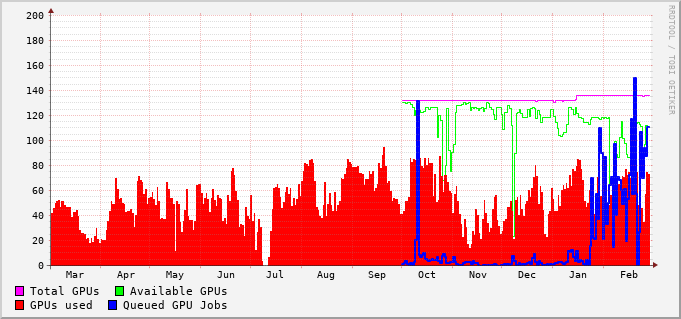 200
180
160
140
120
100
80
60
40
20
0
Mar Apr May Jun Jul Aug Sep Oct Nov Dec Jan Feb
Total GPUs Available GPUs
GPUs used Queued GPU Jobs
RRDTOOL / TOBI OETIKER